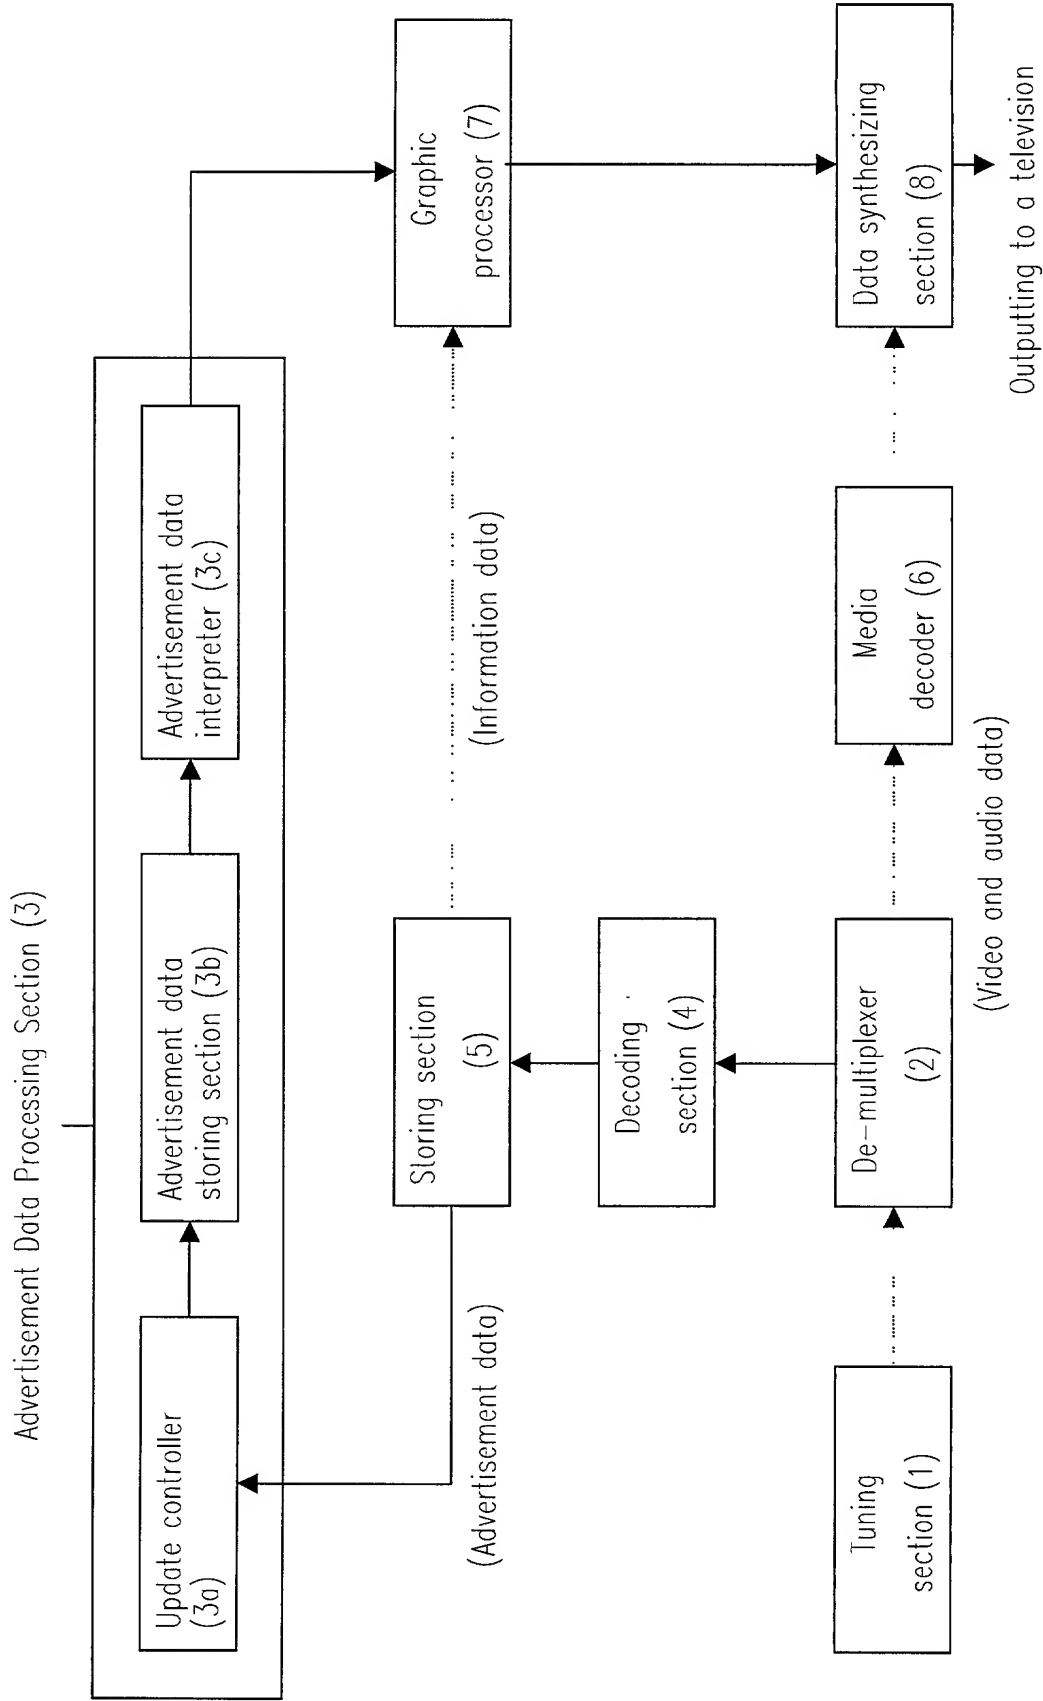 Advertisement Data Processing Section (3)
Update controller
(3a)
Advertisement data
storing section (3b)
Advertisement data
interpreter (3c)
(Advertisement data)
Storing section
(5)
(Information data)
Graphic
processor (7)
Decoding
section (4)
Tuning
section (1)
De-multiplexer
(2)
(Video and audio data)
Media
decoder (6)
Data synthesizing
section (8)
Outputting to a television